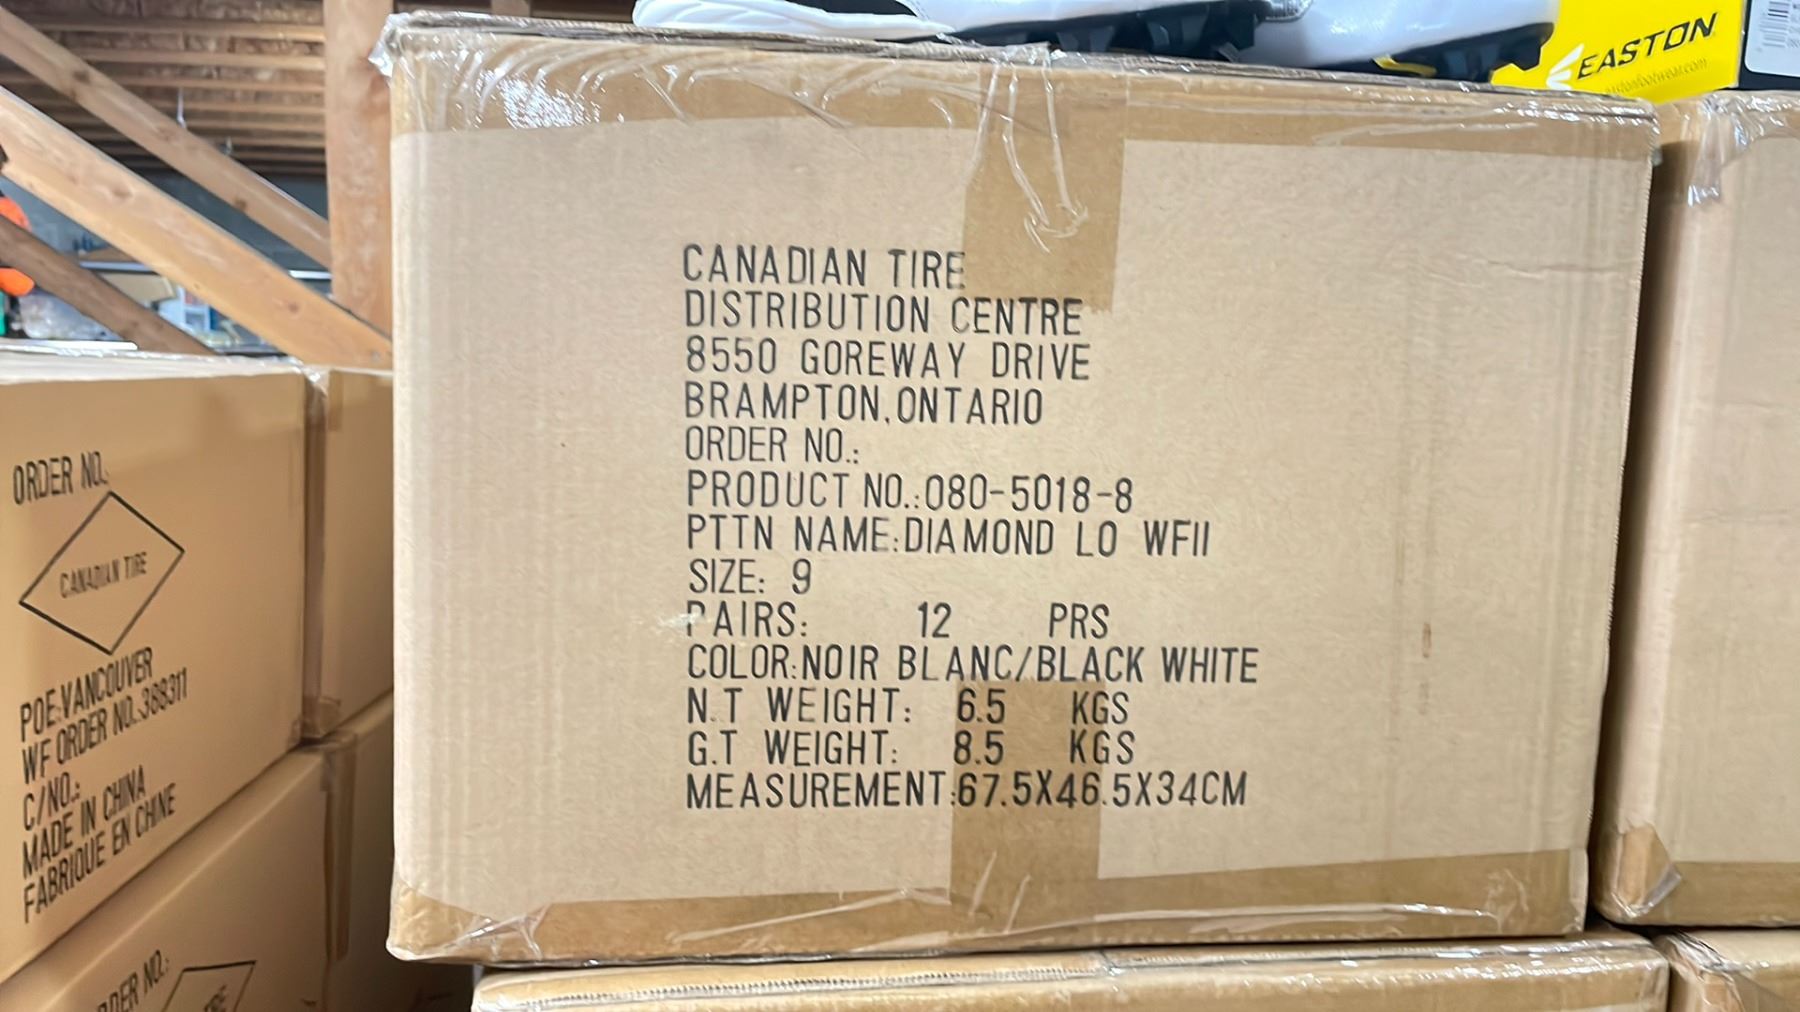 EASTON
eastonfootwear.com
CANADIAN TIRE
DISTRIBUTION CENTRE
8550 GOREWAY DRIVE
BRAMPTON,ONTARIO
ORDER NO.:
PRODUCT NO.:080-5018-8
PTTN NAME:DIAMOND LO WFII
SIZE: 9
PAIRS: 12 PRS
COLOR:NOIR BLANC/BLACK WHITE
N.T WEIGHT: 6.5 KGS
G.T WEIGHT: 8.5 KGS
MEASUREMENT:67.5X46.5X34CM
ORDER NO.
CANADIAN TIRE
POE:VANCOUVER
WF ORDER NO.:388311
C/NO.:
MADE IN CHINA
FABRIQUE EN CHINE
NO.: